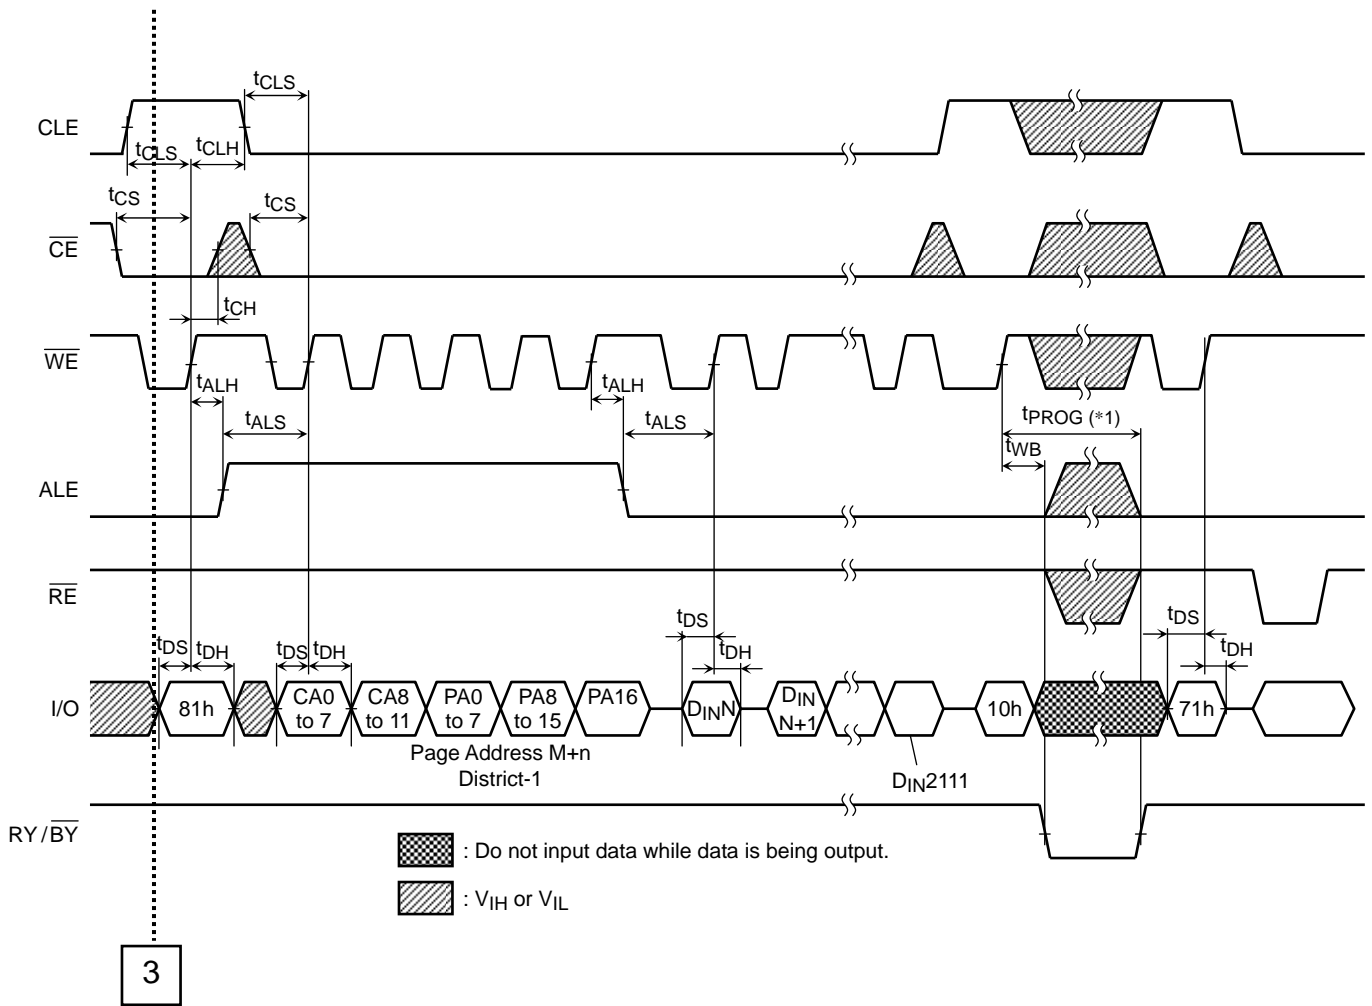 tCLS
CLE
tCLS
tCLH
tCS
tCS
CE
tCH
WE
tALH
tALH
tALS
tALS
tPROG (*1)
tWB
ALE
RE
tDS
tDH
tDS
tDH
tDS
tDH
tDS
tDH
I/O
81h
CA0
to 7
CA8
to 11
PA0
to 7
PA8
to 15
PA16
DINN
DIN
N+1
10h
71h
Page Address M+n
District-1
DIN2111
RY/BY
: Do not input data while data is being output.
: VIH or VIL
3